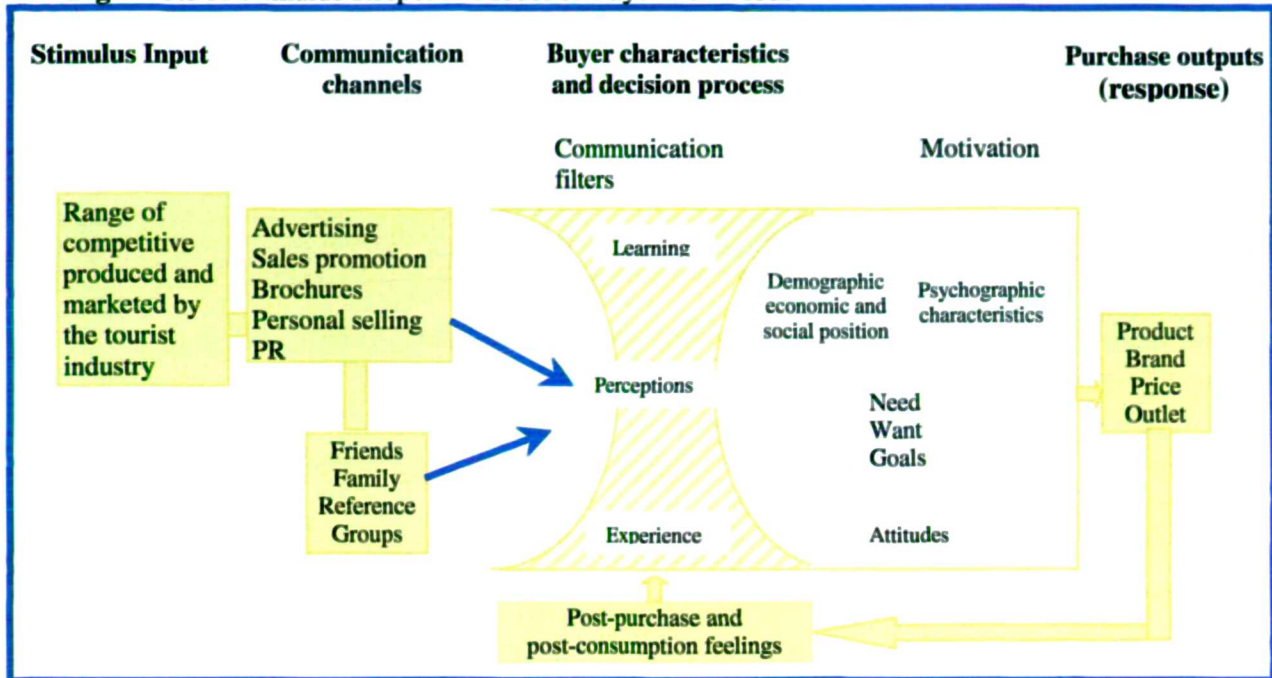 Stimulus Input
Communication
channels
Buyer characteristics
and decision process
Purchase outputs
(response)
Communication
filters
Motivation
Range of
competitive
produced and
marketed by
the tourist
industry
Advertising
Sales promotion
Brochures
Personal selling
PR
Friends
Family
Reference
Groups
Learning
Perceptions
Experience
Demographic
economic and
social position
Psychographic
characteristics
Need
Want
Goals
Attitudes
Product
Brand
Price
Outlet
Post-purchase and
post-consumption feelings